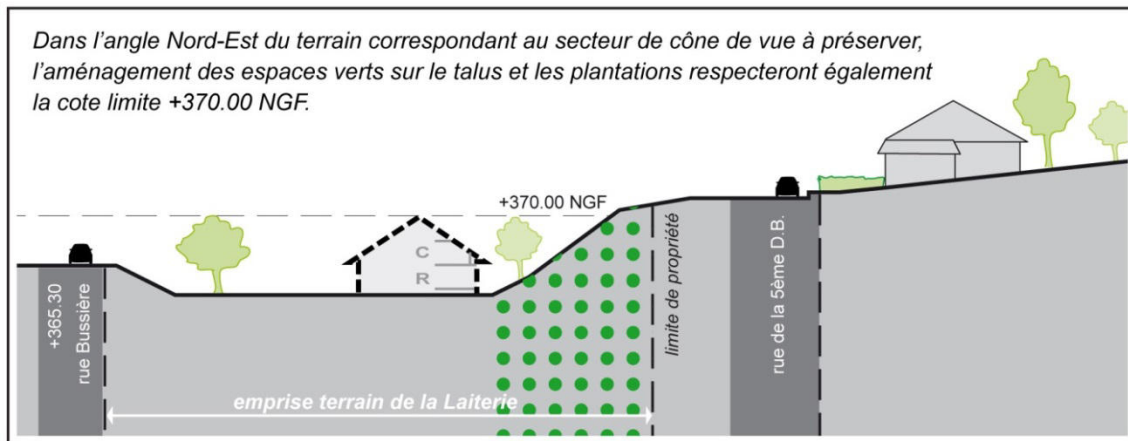 Dans l'angle Nord-Est du terrain correspondant au secteur de cône de vue à préserver,
l'aménagement des espaces verts sur le talus et les plantations respecteront également
la cote limite +370.00 NGF.
+370.00 NGF
C
R
+365.30
rue Bussière
limite de propriété
rue de la 5ème D.B.
emprise terrain de la Laiterie